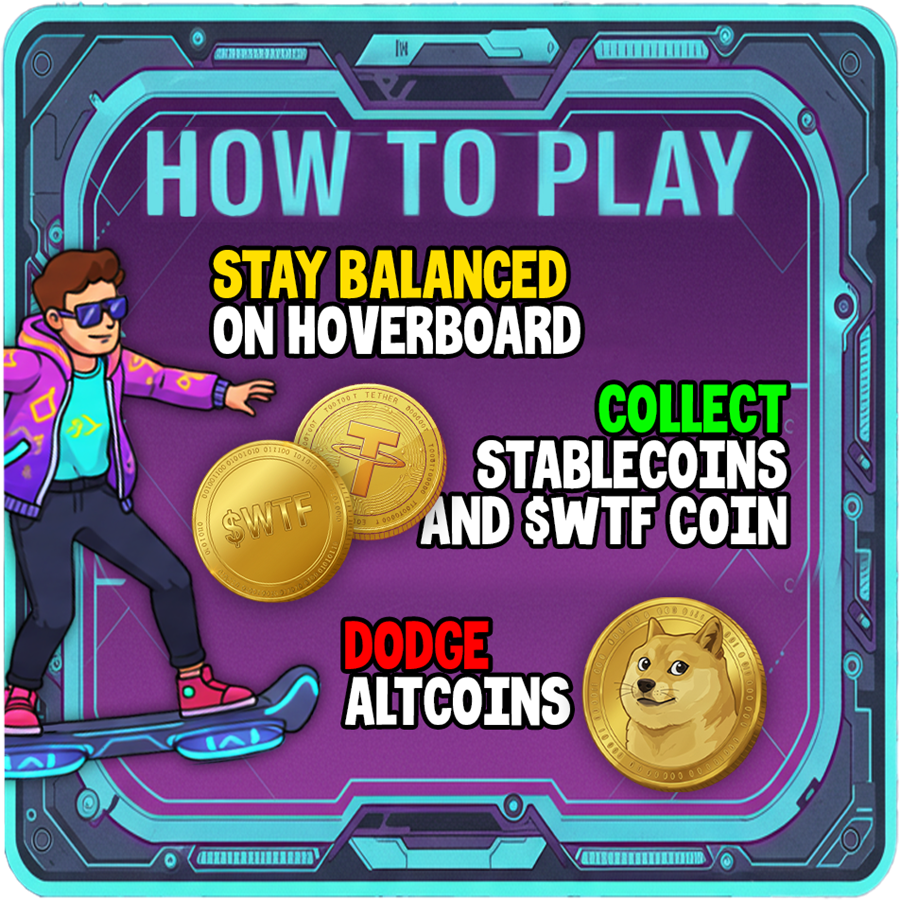 HOW TO PLAY
STAY BALANCED
ON HOVERBOARD
COLLECT
STABLECOINS
AND $WTF COIN
TETHER
$WTF
DODGE
ALTCOINS